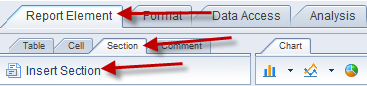 Report Element Format Data Access Analysis
Table Cell Section Comment Chart
Insert Section